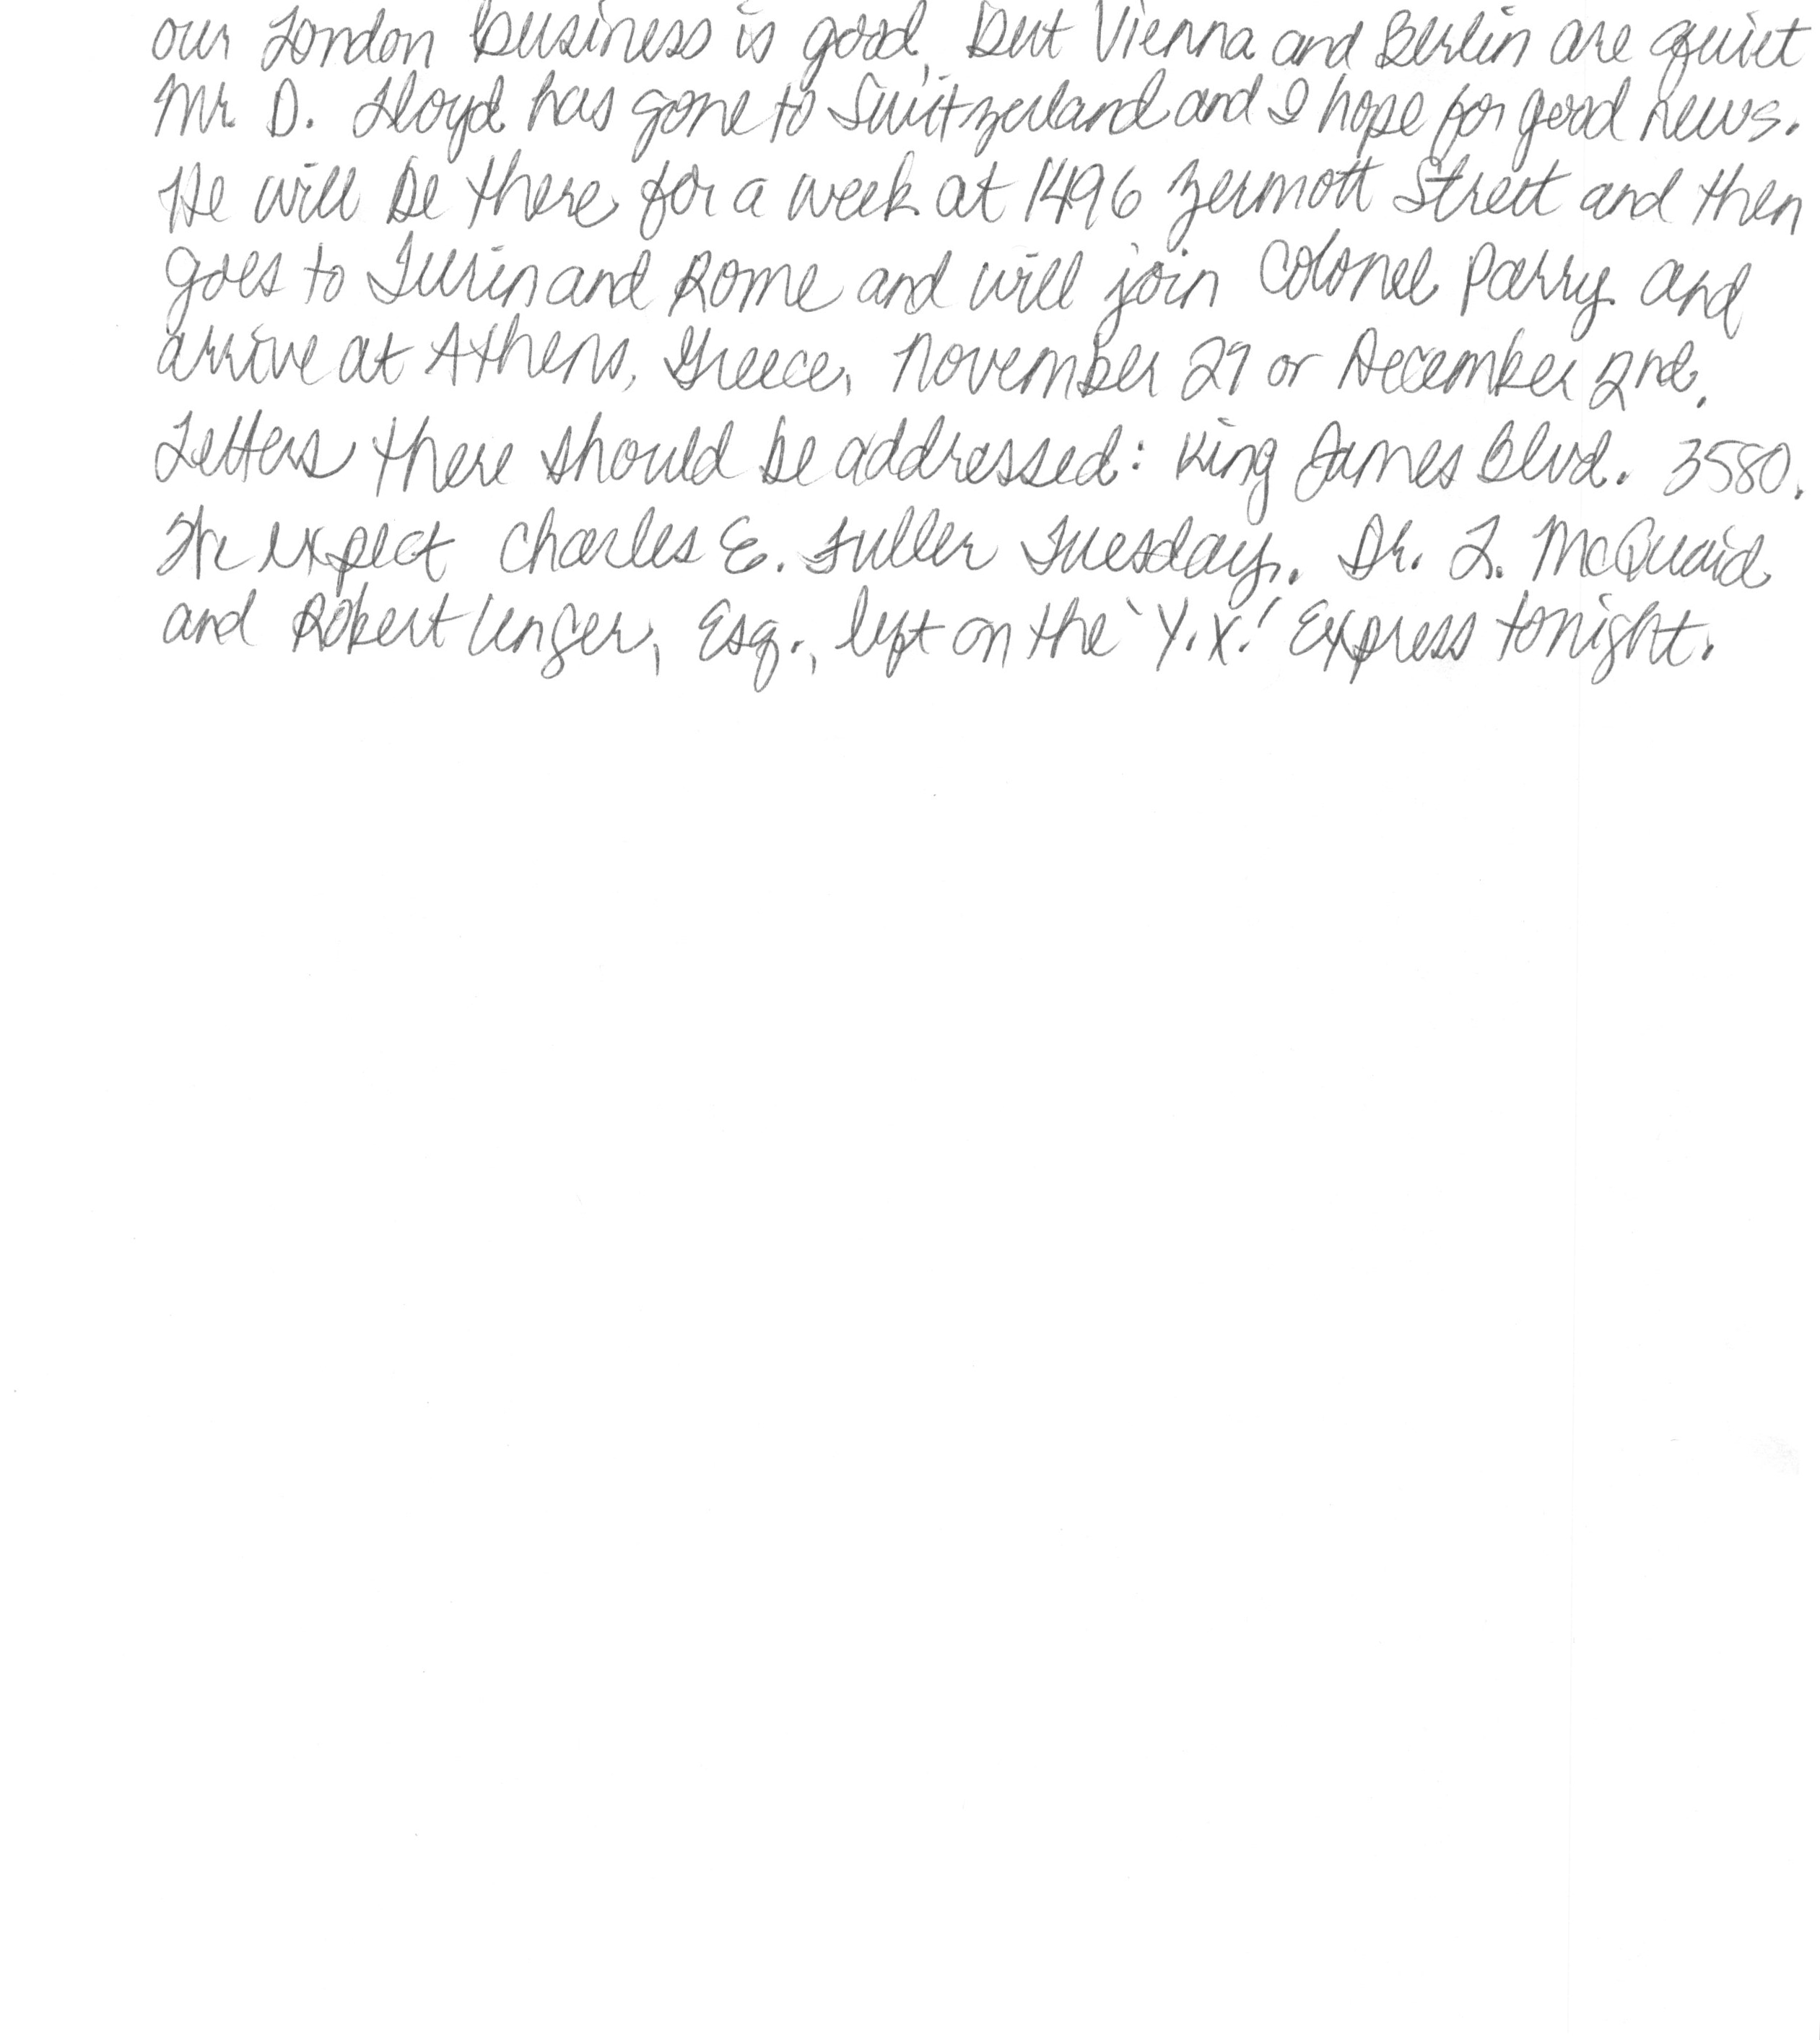 our London business is good, but Vienna and Berlin are quiet
Mr. D. Lloyd has gone to Switzerland and I hope for good news.
He will be there for a week at 1496 Zermott Street and then
goes to Turin and Rome and will join Colonel Parry and
arrive at Athens, Greece, November 29 or December 2nd.
Letters there should be addressed: King James Blvd. 3580.
We expect Charles E. Fuller Tuesday. Dr. L. McQuaid
and Robert Unger, Esq., left on the 'Y.X.' Express tonight.